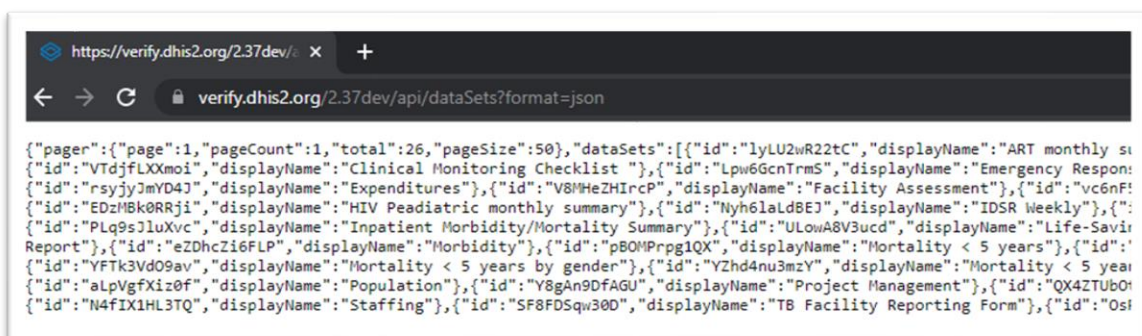 https://verify.dhis2.org/2.37dev/a
verify.dhis2.org/2.37dev/api/dataSets?format=json
{"pager":{"page":1,"pageCount":1,"total":26,"pageSize":50},"dataSets":[{"id":"lyLU2wR22tC","displayName":"ART monthly su
{"id":"VTdjfLXXmoi","displayName":"Clinical Monitoring Checklist "},{"id":"Lpw6GcnTrmS","displayName":"Emergency Respon
{"id":"rsyjyJmYD4J","displayName":"Expenditures"},{"id":"V8MHeZHIrcP","displayName":"Facility Assessment"},{"id":"vc6nF5
{"id":"EDzMBk0RRji","displayName":"HIV Peadiatric monthly summary"},{"id":"Nyh6laLdBEJ","displayName":"IDSR Weekly"},{"i
{"id":"PLq9sJluXvc","displayName":"Inpatient Morbidity/Mortality Summary"},{"id":"ULowA8V3ucd","displayName":"Life-Savin
Report"},{"id":"eZDhcZi6FLP","displayName":"Morbidity"},{"id":"pBOMPrpg1QX","displayName":"Mortality < 5 years"},{"id":"
{"id":"YFTk3VdO9av","displayName":"Mortality < 5 years by gender"},{"id":"YZhd4nu3mzY","displayName":"Mortality < 5 year
{"id":"aLpVgfXiz0f","displayName":"Population"},{"id":"Y8gAn9DfAGU","displayName":"Project Management"},{"id":"QX4ZTUbOt
{"id":"N4fIX1HL3TQ","displayName":"Staffing"},{"id":"SF8FDSqw30D","displayName":"TB Facility Reporting Form"},{"id":"Os